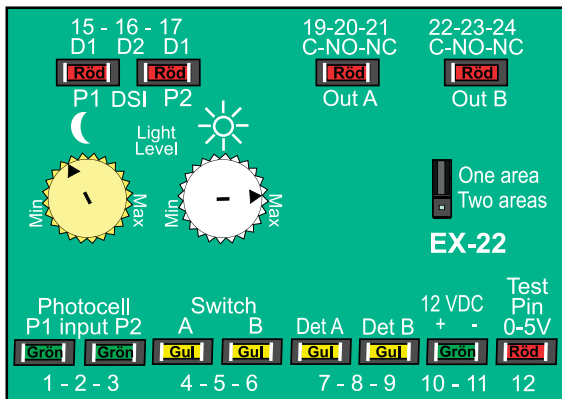 15 - 16 - 17
D1 D2 D1
Röd Röd
P1 DSI P2
19-20-21
C-NO-NC
Röd
Out A
22-23-24
C-NO-NC
Röd
Out B
Light
Level
Min Max
Min Max
One area
Two areas
EX-22
Photocell
P1 input P2
Grön Grön
1 - 2 - 3
Switch
A B
Gul Gul
4 - 5 - 6
Det A Det B
Gul Gul
7 - 8 - 9
12 VDC
+ -
Grön
10 - 11
Test
Pin
0-5V
Röd
12